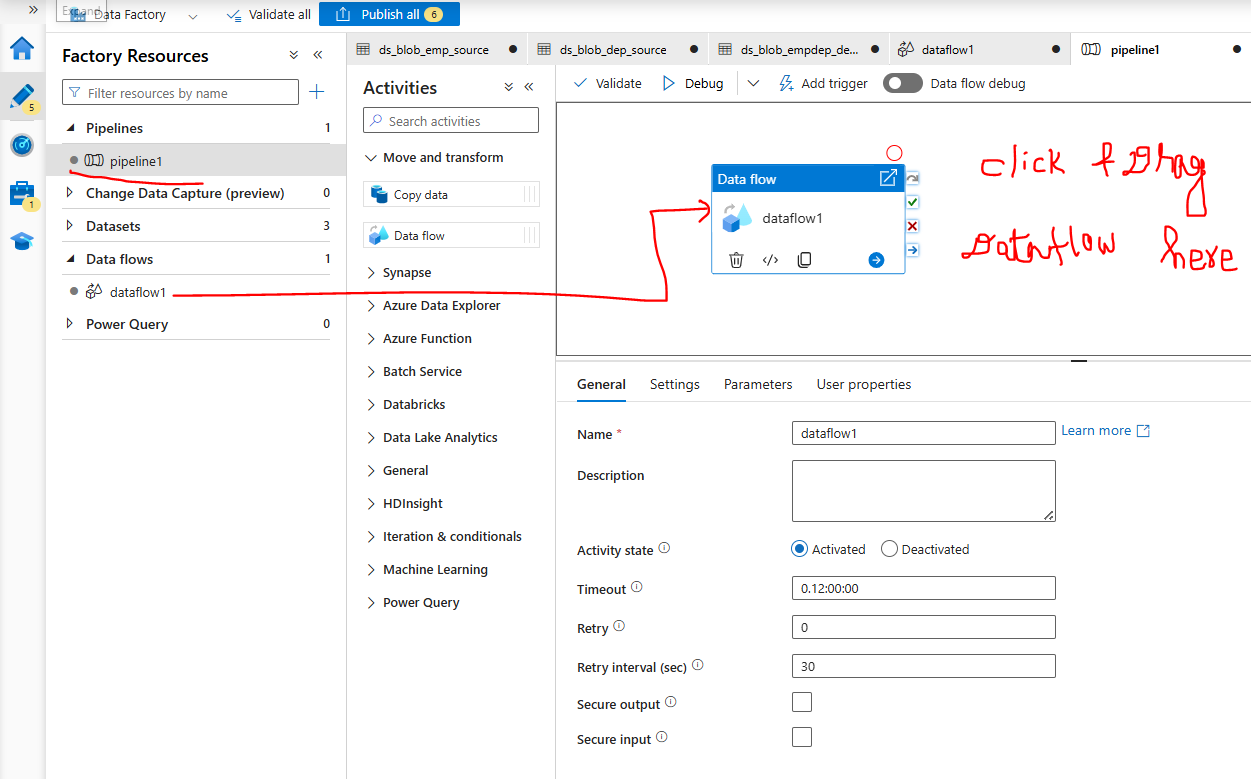 Expand
Data Factory
Validate all
Publish all 6
5
1
Factory Resources
Filter resources by name
Pipelines 1
pipeline1
Change Data Capture (preview) 0
Datasets 3
Data flows 1
dataflow1
Power Query 0
ds_blob_emp_source
ds_blob_dep_source
ds_blob_empdep_de...
dataflow1
pipeline1
Activities
Search activities
Move and transform
Copy data
Data flow
Synapse
Azure Data Explorer
Azure Function
Batch Service
Databricks
Data Lake Analytics
General
HDInsight
Iteration & conditionals
Machine Learning
Power Query
Validate
Debug
Add trigger
Data flow debug
Data flow
dataflow1
click
here
General Settings Parameters User properties
Name *
dataflow1
Learn more
Description
Activity state
Activated Deactivated
Timeout
0.12:00:00
Retry
0
Retry interval (sec)
30
Secure output
Secure input